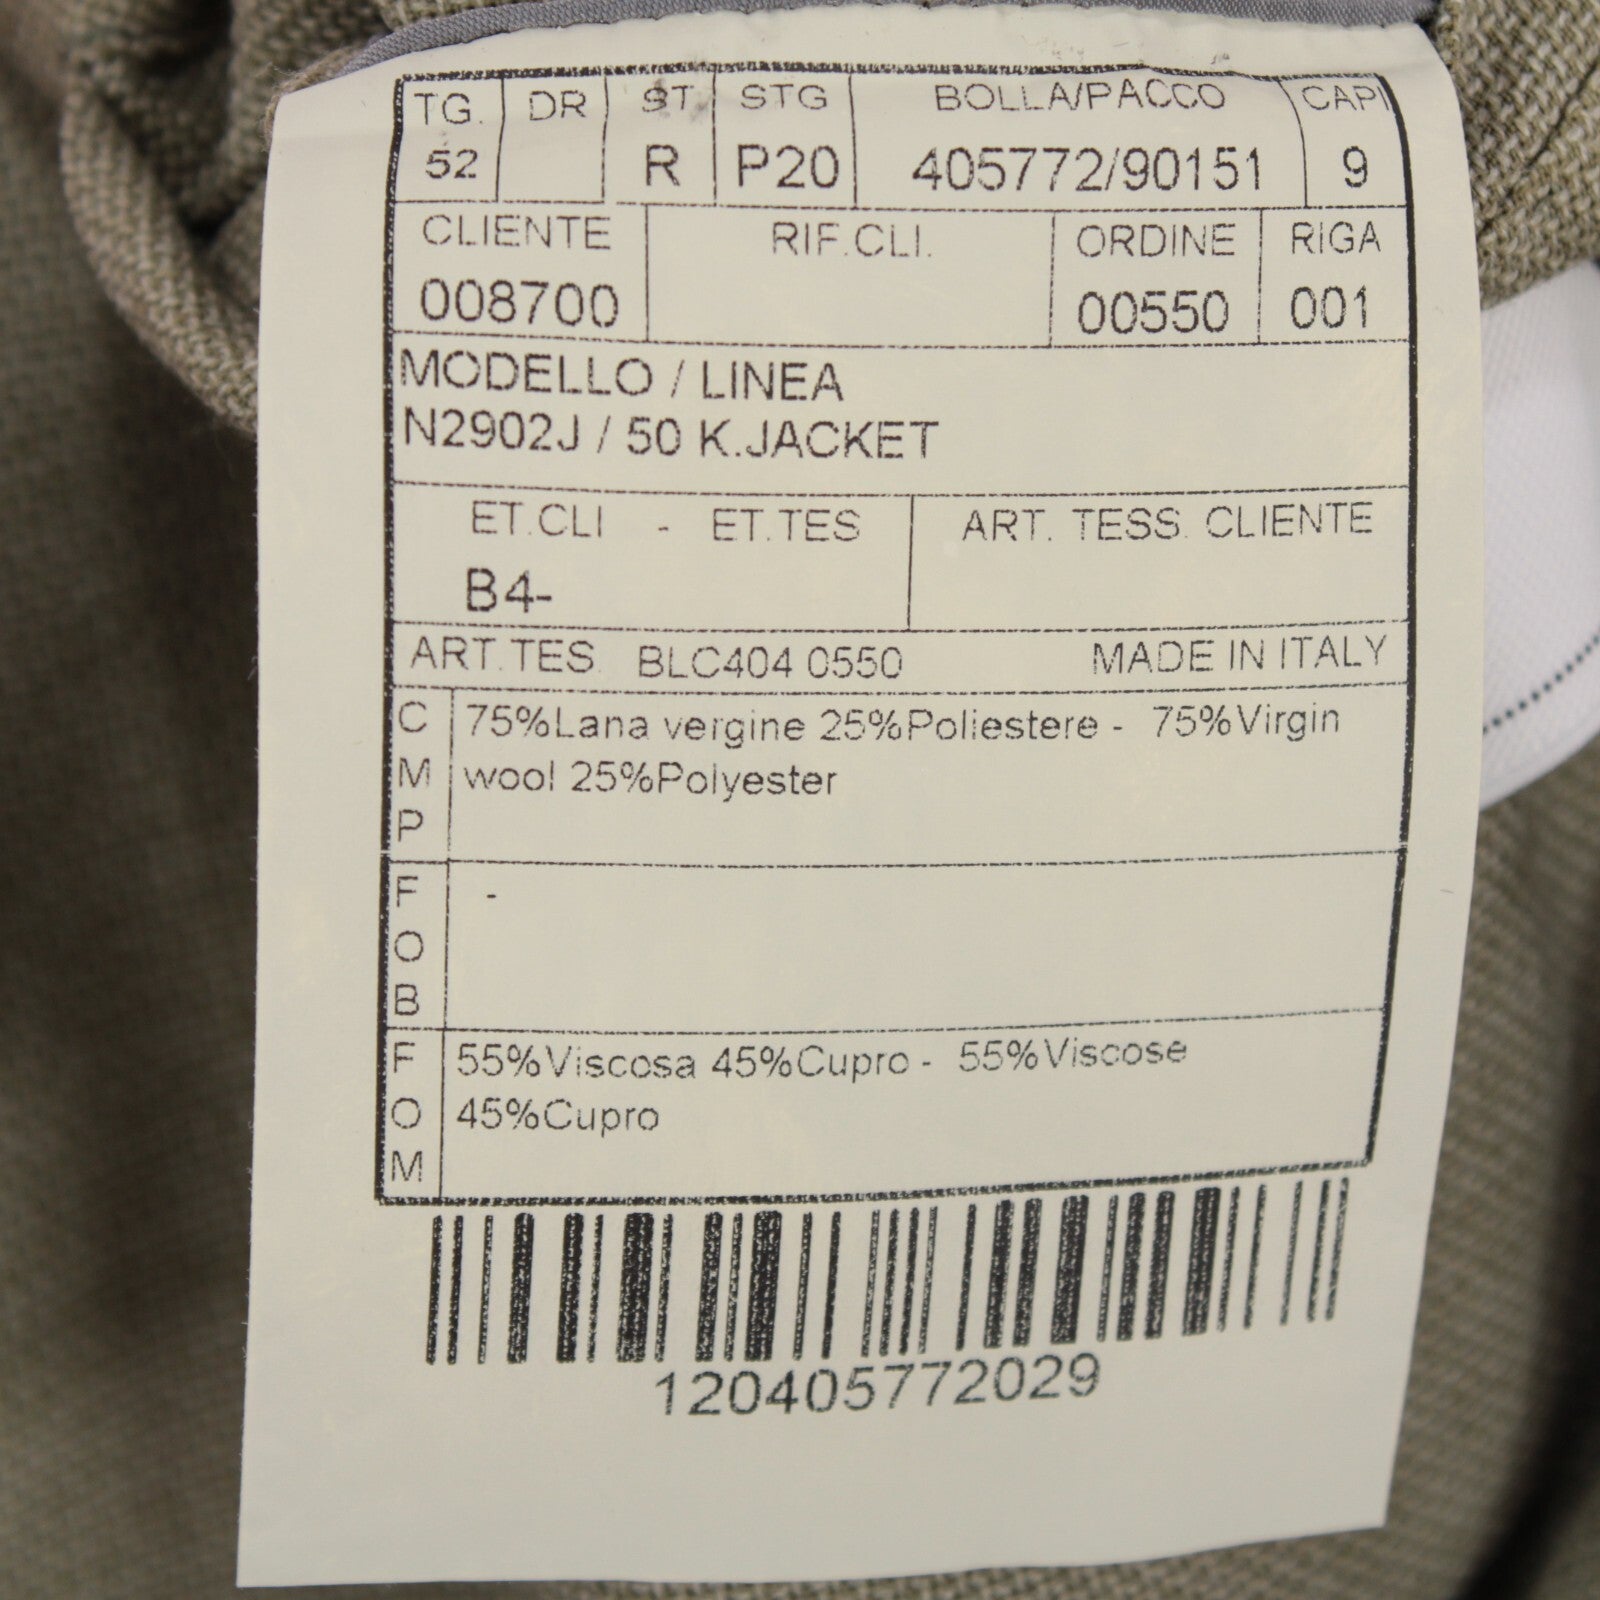 TG. DR ST STG BOLLA/PACCO CAPI
52 R P20 405772/90151 9
CLIENTE RIF.CLI. ORDINE RIGA
008700 00550 001
MODELLO / LINEA
N2902J / 50 K.JACKET
ET.CLI - ET.TES ART. TESS. CLIENTE
B4-
ART.TES. BLC404 0550 MADE IN ITALY
CMP 75%Lana vergine 25%Poliestere - 75%Virgin
wool 25%Polyester
FOB -
FOM 55%Viscosa 45%Cupro - 55%Viscose
45%Cupro
120405772029